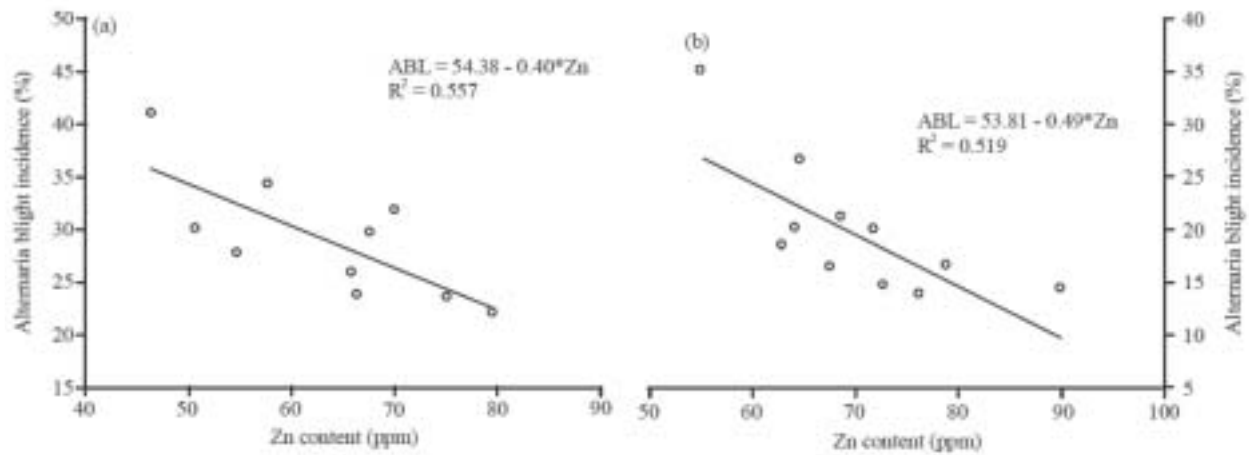 (a)
ABL = 54.38 - 0.40*Zn
R² = 0.557
Alternaria blight incidence (%)
50
45
40
35
30
25
20
15
40 50 60 70 80 90
Zn content (ppm)
(b)
ABL = 53.81 - 0.49*Zn
R² = 0.519
40
35
30
25
20
15
10
5
Alternaria blight incidence (%)
50 60 70 80 90 100
Zn content (ppm)